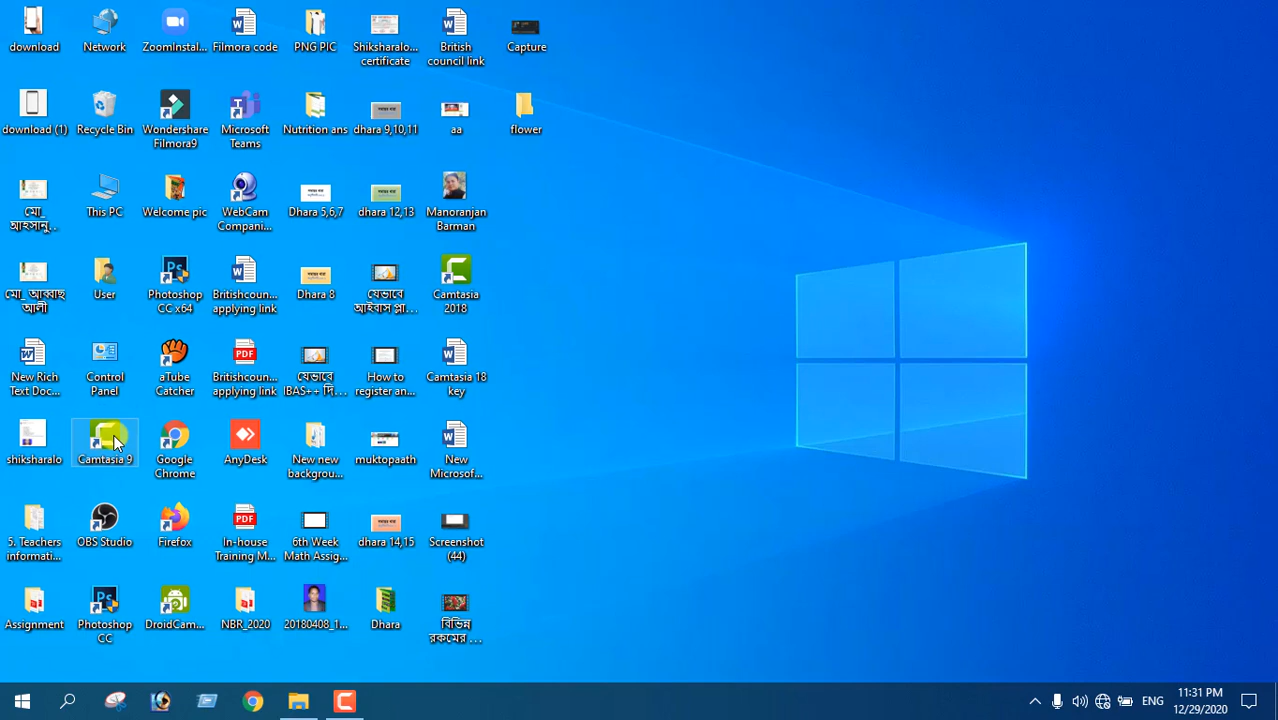 download
Network
ZoomInstal...
Filmora code
PNG PIC
Shiksharalo...
certificate
British
council link
Capture
download (1)
Recycle Bin
Wondershare
Filmora9
Microsoft
Teams
Nutrition ans
dhara 9,10,11
aa
flower
মো_
আহসানু...
This PC
Welcome pic
WebCam
Compani...
Dhara 5,6,7
dhara 12,13
Manoranjan
Barman
মো_ আব্বাছ
আলী
User
Photoshop
CC x64
Britishcoun...
applying link
Dhara 8
যেভাবে
আইবাস প্লা...
Camtasia
2018
New Rich
Text Doc...
Control
Panel
aTube
Catcher
Britishcoun...
applying link
যেভাবে
IBAS++ দি...
How to
register an...
Camtasia 18
key
shiksharalo
Camtasia 9
Google
Chrome
AnyDesk
New new
backgrou...
muktopaath
New
Microsof...
5. Teachers
informati...
OBS Studio
Firefox
In-house
Training M...
6th Week
Math Assig...
dhara 14,15
Screenshot
(44)
Assignment
Photoshop
CC
DroidCam...
NBR_2020
20180408_1...
Dhara
বিভিন্ন
রকমের ...
ENG
11:31 PM
12/29/2020